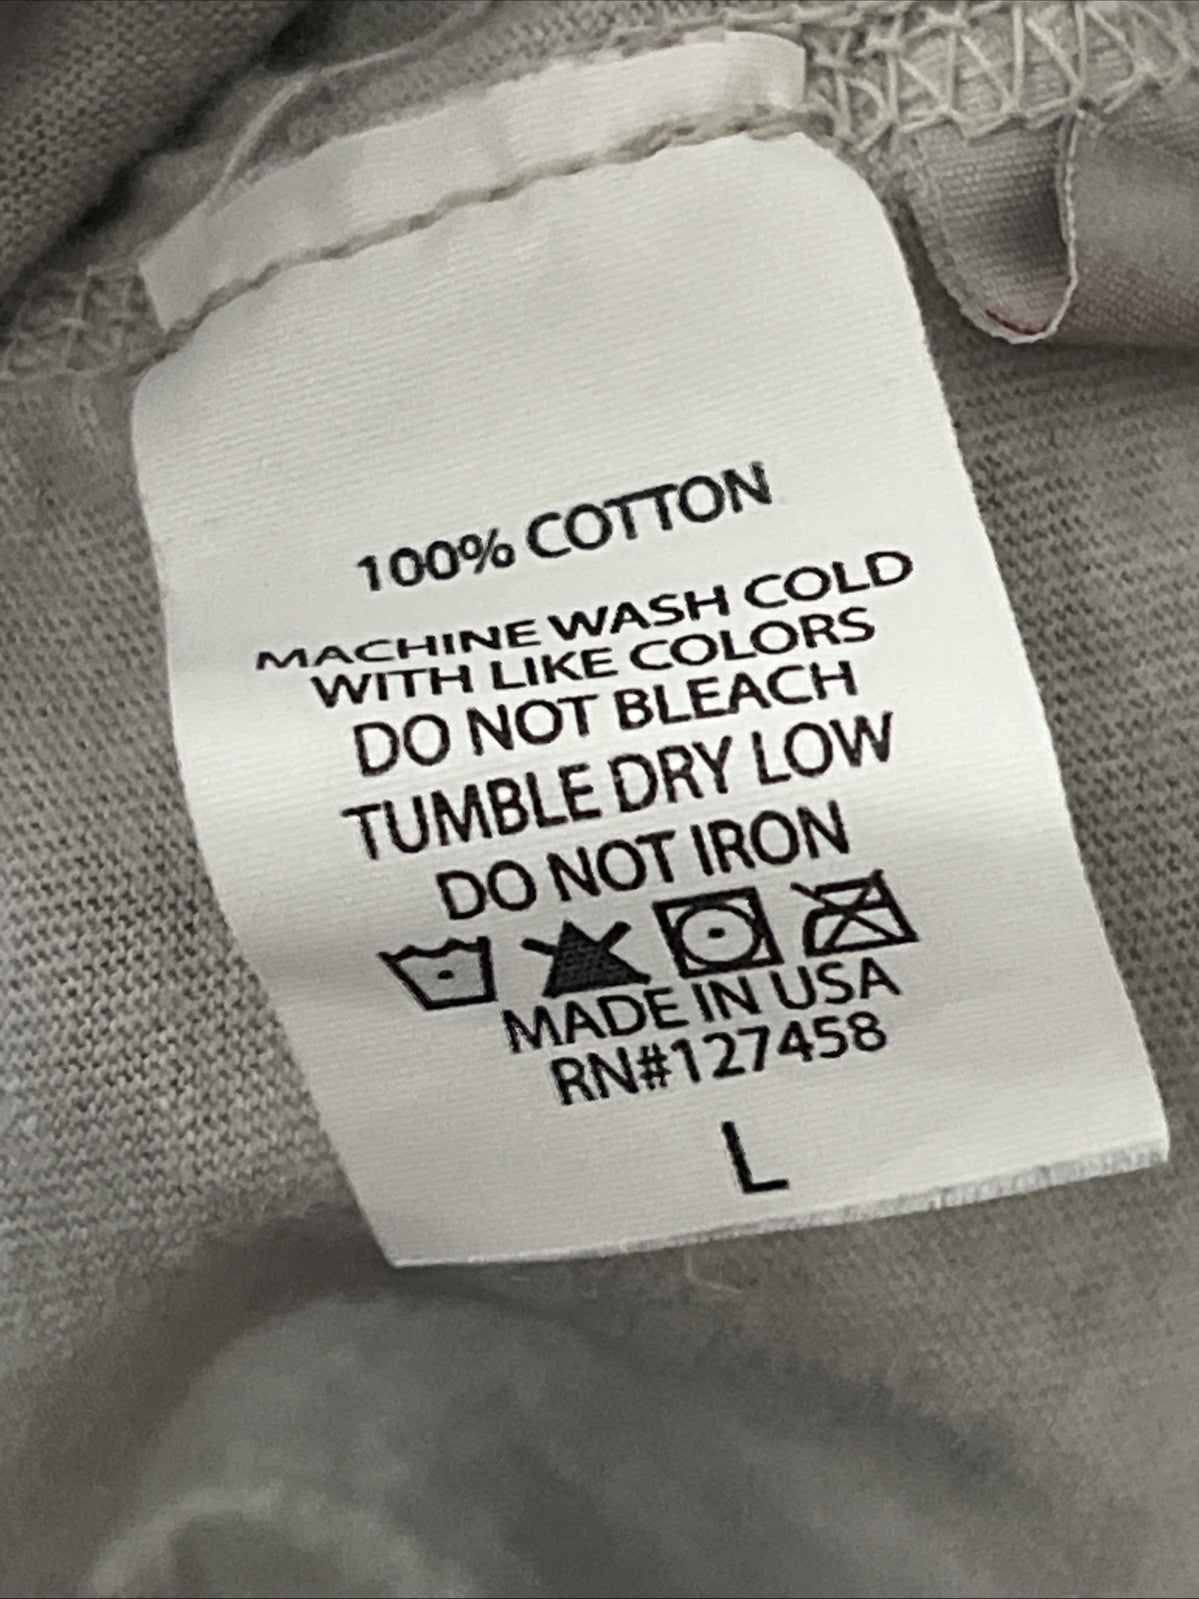 100% COTTON
MACHINE WASH COLD
WITH LIKE COLORS
DO NOT BLEACH
TUMBLE DRY LOW
DO NOT IRON
MADE IN USA
RN#127458
L